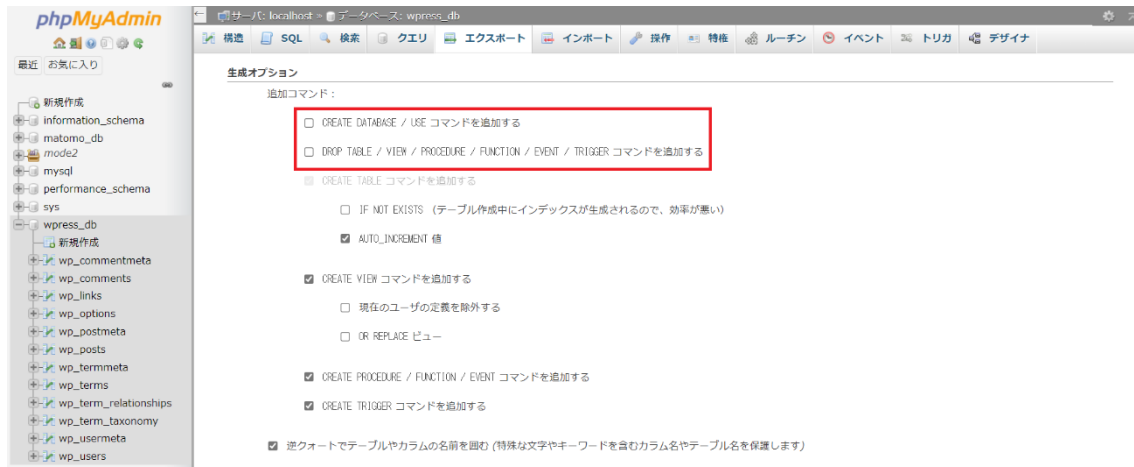 phpMyAdmin
最近 お気に入り
新規作成
information_schema
matomo_db
mode2
mysql
performance_schema
sys
wpress_db
新規作成
wp_commentmeta
wp_comments
wp_links
wp_options
wp_postmeta
wp_posts
wp_termmeta
wp_terms
wp_term_relationships
wp_term_taxonomy
wp_usermeta
wp_users
サーバ: localhost » データベース: wpress_db
構造 SQL 検索 クエリ エクスポート インポート 操作 特権 ルーチン イベント トリガ デザイナ
生成オプション
追加コマンド:
CREATE DATABASE / USE コマンドを追加する
DROP TABLE / VIEW / PROCEDURE / FUNCTION / EVENT / TRIGGER コマンドを追加する
CREATE TABLE コマンドを追加する
IF NOT EXISTS (テーブル作成中にインデックスが生成されるので、効率が悪い)
AUTO_INCREMENT 値
CREATE VIEW コマンドを追加する
現在のユーザの定義を除外する
OR REPLACE ビュー
CREATE PROCEDURE / FUNCTION / EVENT コマンドを追加する
CREATE TRIGGER コマンドを追加する
逆クォートでテーブルやカラムの名前を囲む (特殊な文字やキーワードを含むカラム名やテーブル名を保護します)